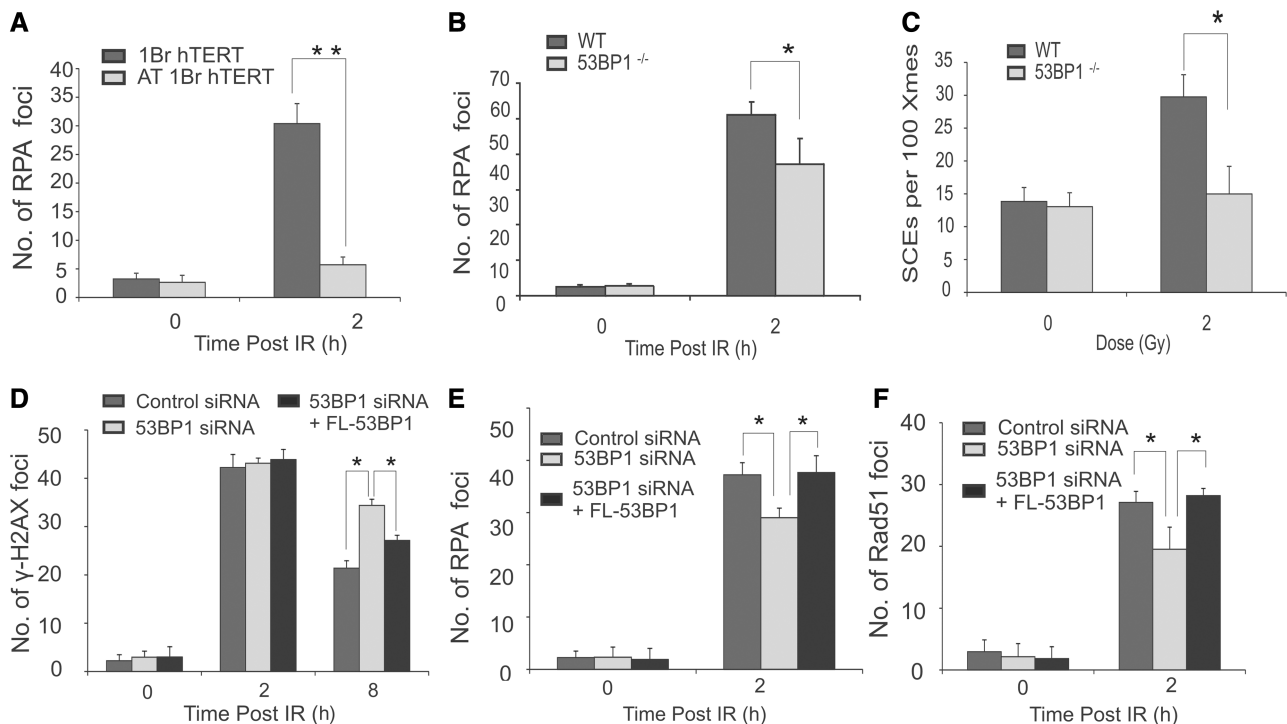 A
1Br hTERT
AT 1Br hTERT
* *
No. of RPA foci
40
35
30
25
20
15
10
5
0
0
2
Time Post IR (h)
B
WT
53BP1 -/-
*
No. of RPA foci
70
60
50
40
30
20
10
0
0
2
Time Post IR (h)
C
WT
53BP1 -/-
*
SCEs per 100 Xmes
35
30
25
20
15
10
5
0
0
2
Dose (Gy)
D
Control siRNA
53BP1 siRNA
53BP1 siRNA
+ FL-53BP1
* *
No. of γ-H2AX foci
50
40
30
20
10
0
0
2
8
Time Post IR (h)
E
Control siRNA
53BP1 siRNA
53BP1 siRNA
+ FL-53BP1
* *
No. of RPA foci
50
40
30
20
10
0
0
2
Time Post IR (h)
F
Control siRNA
53BP1 siRNA
53BP1 siRNA
+ FL-53BP1
* *
No. of Rad51 foci
40
30
20
10
0
0
2
Time Post IR (h)